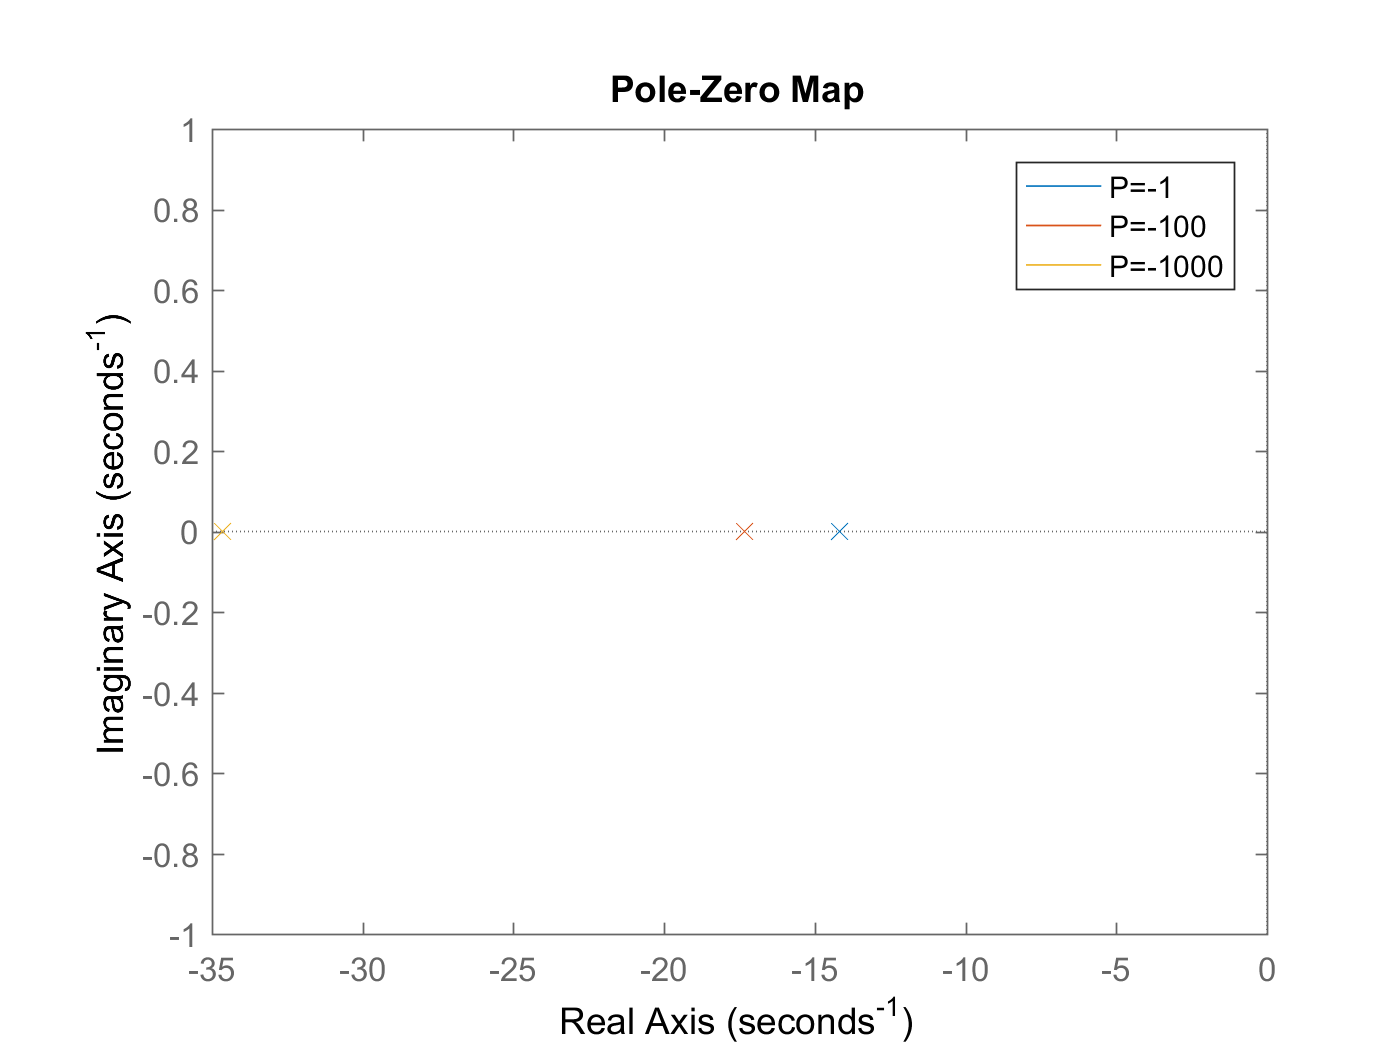 Pole-Zero Map
1
0.8
0.6
0.4
0.2
0
-0.2
-0.4
-0.6
-0.8
-1
Imaginary Axis (seconds⁻¹)
P=-1
P=-100
P=-1000
-35 -30 -25 -20 -15 -10 -5 0
Real Axis (seconds⁻¹)